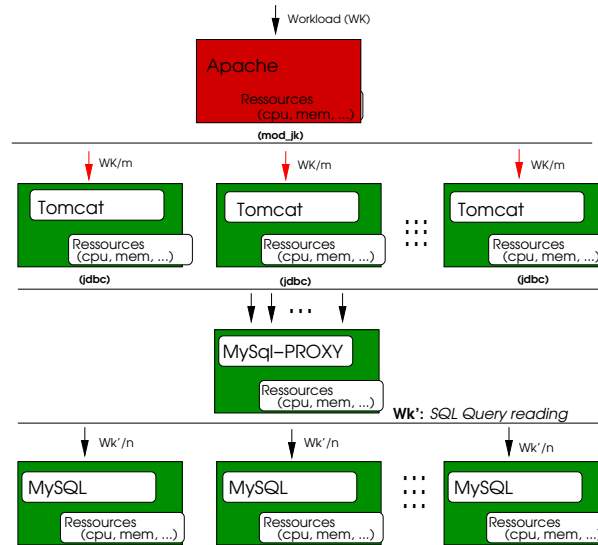 Workload (WK)
Apache
Ressources
(cpu, mem, ...)
(mod_jk)
WK/m
WK/m
WK/m
Tomcat
Tomcat
Tomcat
Ressources
(cpu, mem, ...)
Ressources
(cpu, mem, ...)
Ressources
(cpu, mem, ...)
(jdbc)
(jdbc)
(jdbc)
...
MySql-PROXY
Ressources
(cpu, mem, ...)
Wk': SQL Query reading
Wk'/n
Wk'/n
Wk'/n
MySQL
MySQL
MySQL
Ressources
(cpu, mem, ...)
Ressources
(cpu, mem, ...)
Ressources
(cpu, mem, ...)